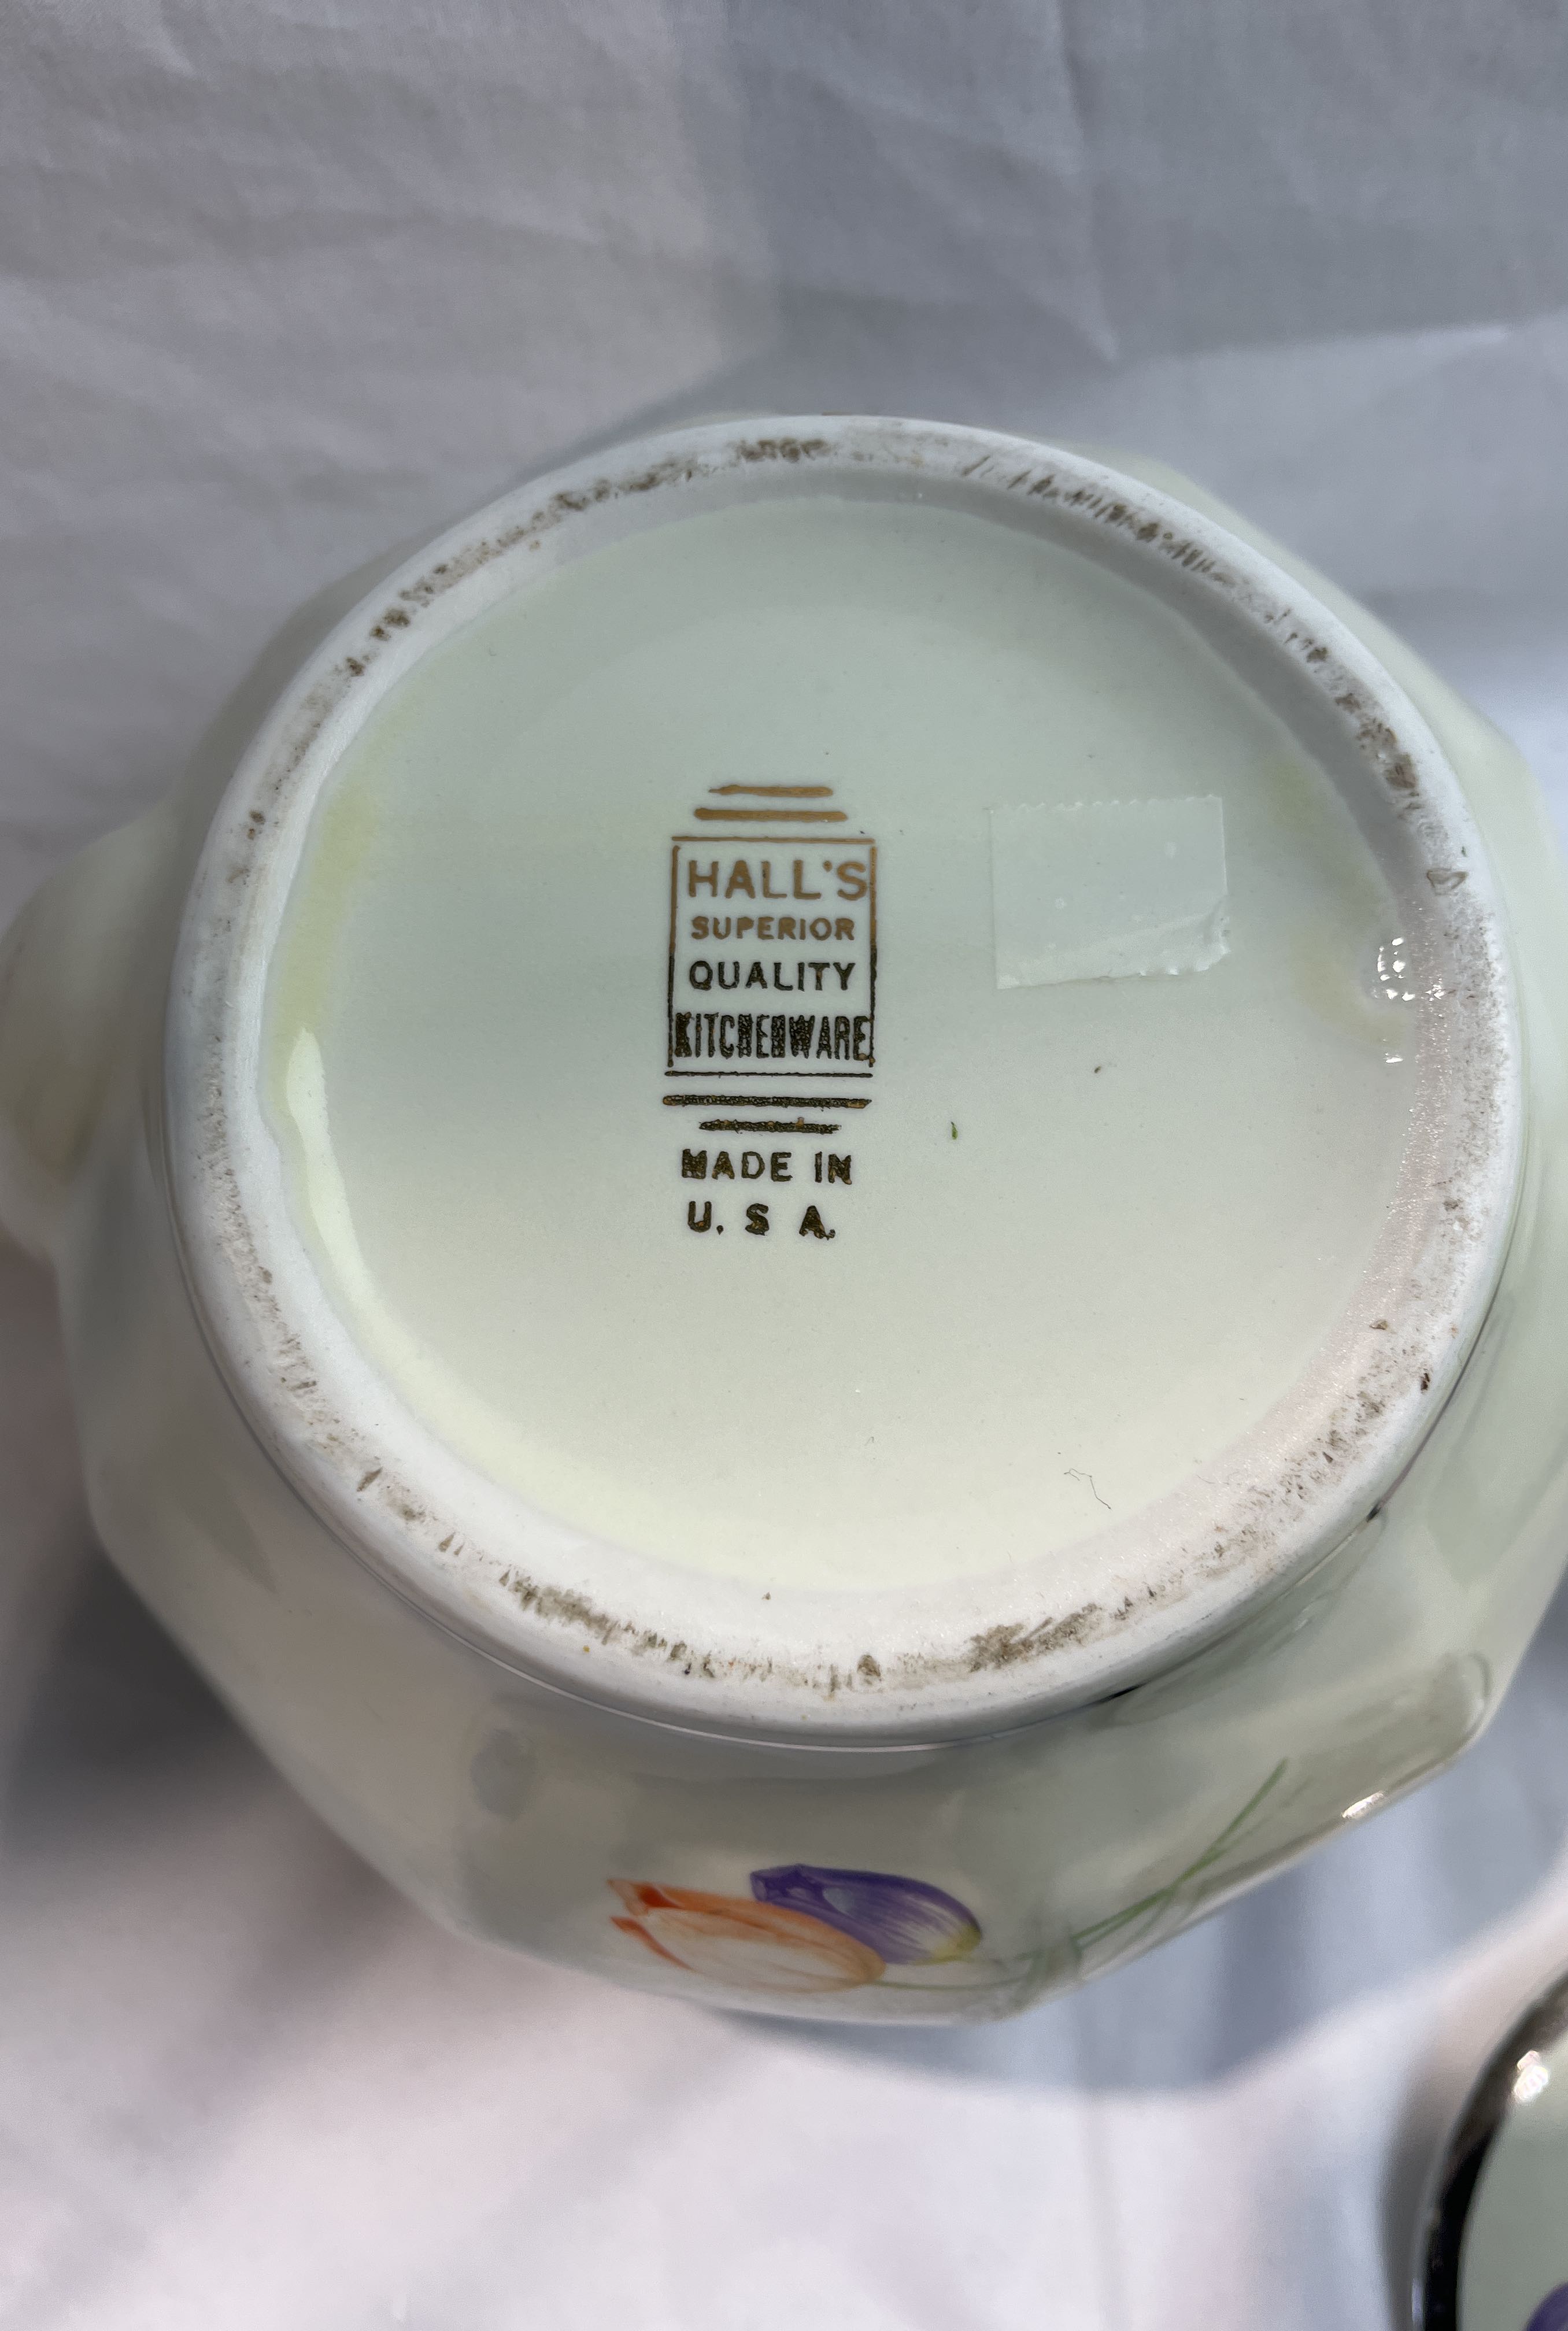 HALL'S
SUPERIOR
QUALITY
KITCHENWARE
MADE IN
U. S A.